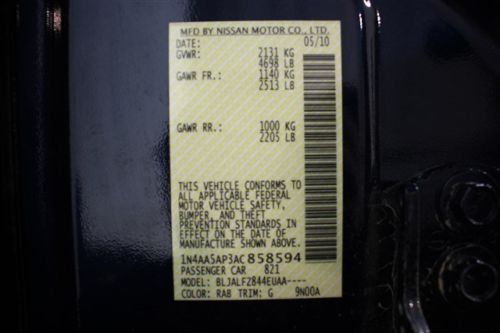 MFD BY NISSAN MOTOR CO., LTD.
DATE: 05/10
GVWR: 2131 KG
4698 LB
GAWR FR.: 1140 KG
2513 LB
GAWR RR.: 1000 KG
2205 LB
THIS VEHICLE CONFORMS TO
ALL APPLICABLE FEDERAL
MOTOR VEHICLE SAFETY,
BUMPER, AND THEFT
PREVENTION STANDARDS IN
EFFECT ON THE DATE OF
MANUFACTURE SHOWN ABOVE.
1N4AA5AP3AC858594
PASSENGER CAR 821
MODEL: BLJALFZ844EUAA----
COLOR: RAB TRIM: G 9N00A